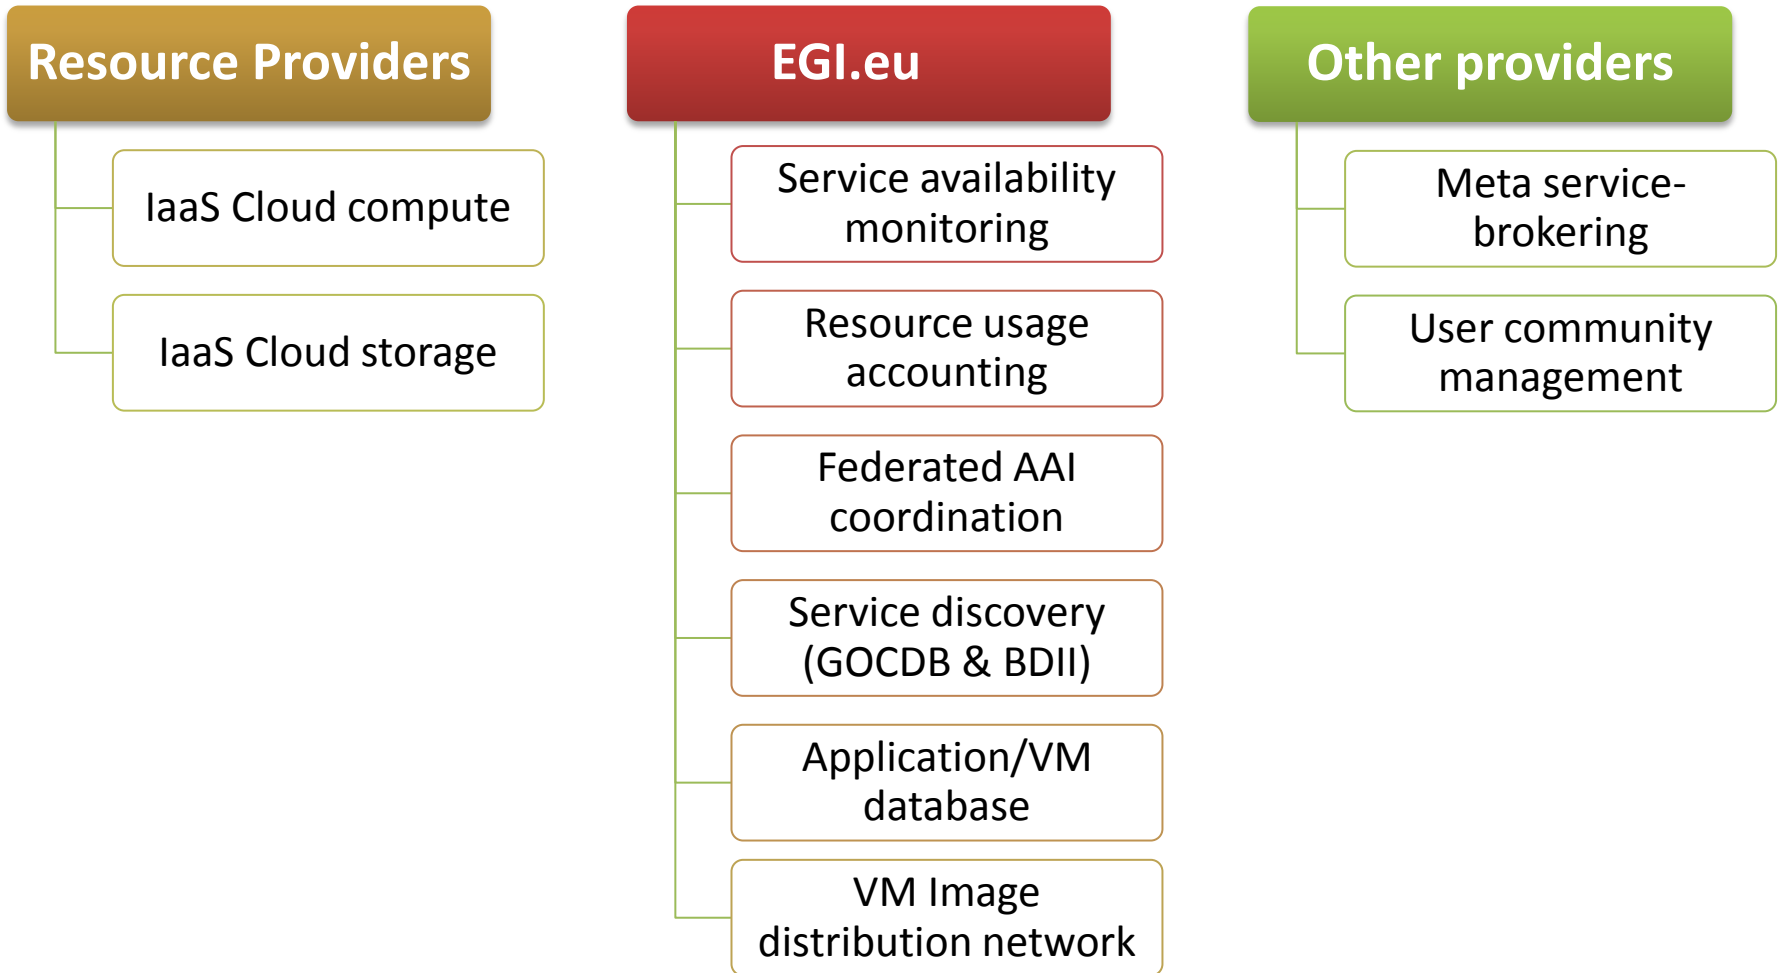 Resource Providers
IaaS Cloud compute
IaaS Cloud storage
EGI.eu
Service availability
monitoring
Resource usage
accounting
Federated AAI
coordination
Service discovery
(GOCDB & BDII)
Application/VM
database
VM Image
distribution network
Other providers
Meta service-
brokering
User community
management